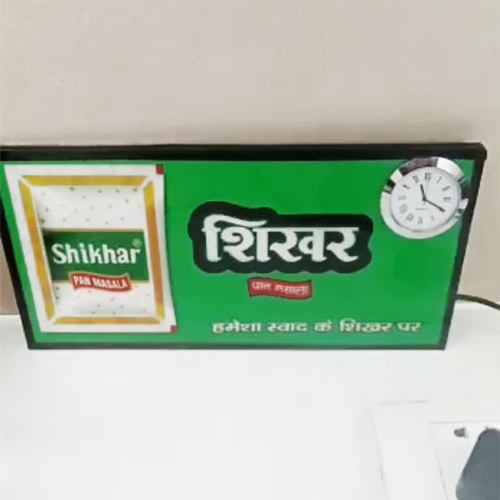 Shikhar®
PAN MASALA
शिखर
पान मसाला
हमेशा स्वाद के शिखर पर